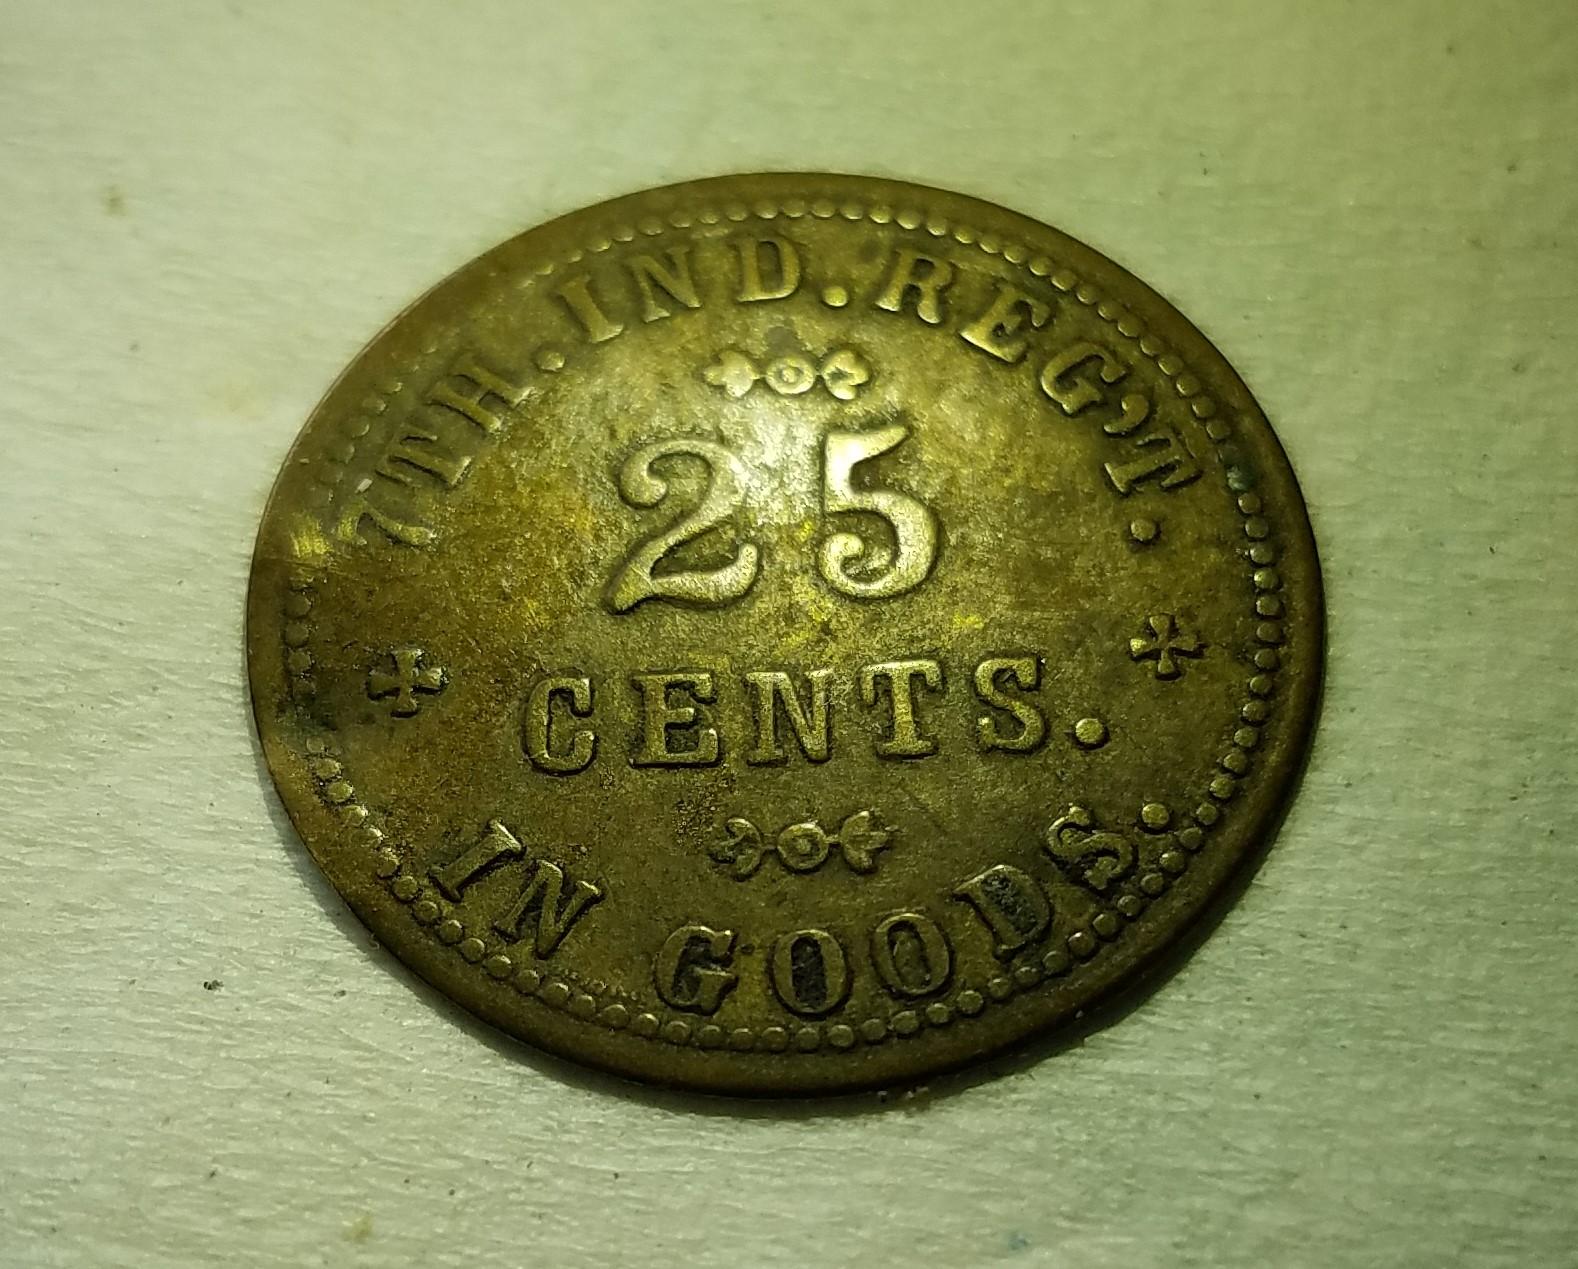 7TH. IND. REG'T.
25
CENTS.
IN GOODS.